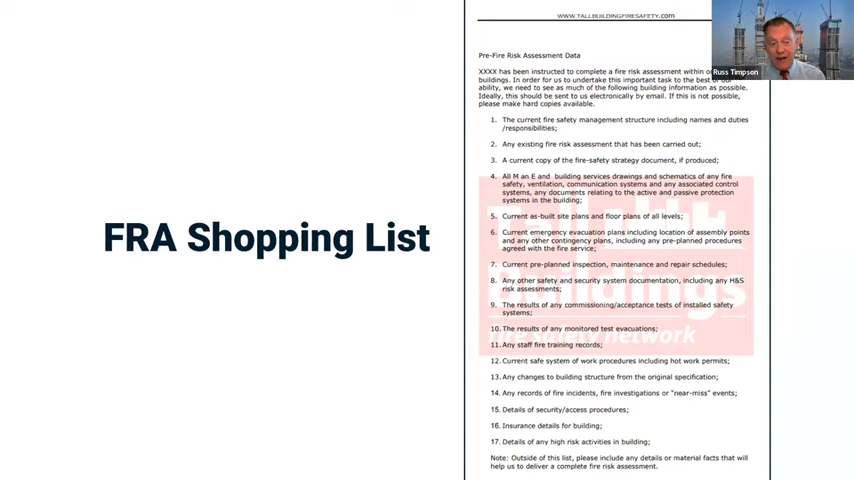 WWW.TALLBUILDINGFIRESAFETY.com
Russ Timpson
FRA Shopping List
Pre-Fire Risk Assessment Data
XXXX has been instructed to complete a fire risk assessment within
buildings. In order for us to undertake this important task to the best of our
ability, we need to see as much of the following building information as possible.
Ideally, this should be sent to us electronically by email. If this is not possible,
please make hard copies available.
1. The current fire safety management structure including names and duties
/responsibilities;
2. Any existing fire risk assessment that has been carried out;
3. A current copy of the fire-safety strategy document, if produced;
4. All M an E and building services drawings and schematics of any fire
safety, ventilation, communication systems and any associated control
systems, any documents relating to the active and passive protection
systems in the building;
5. Current as-built site plans and floor plans of all levels;
6. Current emergency evacuation plans including location of assembly points
and any other contingency plans, including any pre-planned procedures
agreed with the fire service;
7. Current pre-planned inspection, maintenance and repair schedules;
8. Any other safety and security system documentation, including any H&S
risk assessments;
9. The results of any commissioning/acceptance tests of installed safety
systems;
10. The results of any monitored test evacuations;
11. Any staff fire training records;
12. Current safe system of work procedures including hot work permits;
13. Any changes to building structure from the original specification;
14. Any records of fire incidents, fire investigations or "near-miss" events;
15. Details of security/access procedures;
16. Insurance details for building;
17. Details of any high risk activities in building;
Note: Outside of this list, please include any details or material facts that will
help us to deliver a complete fire risk assessment.
Tall
Buildings
fire safety network